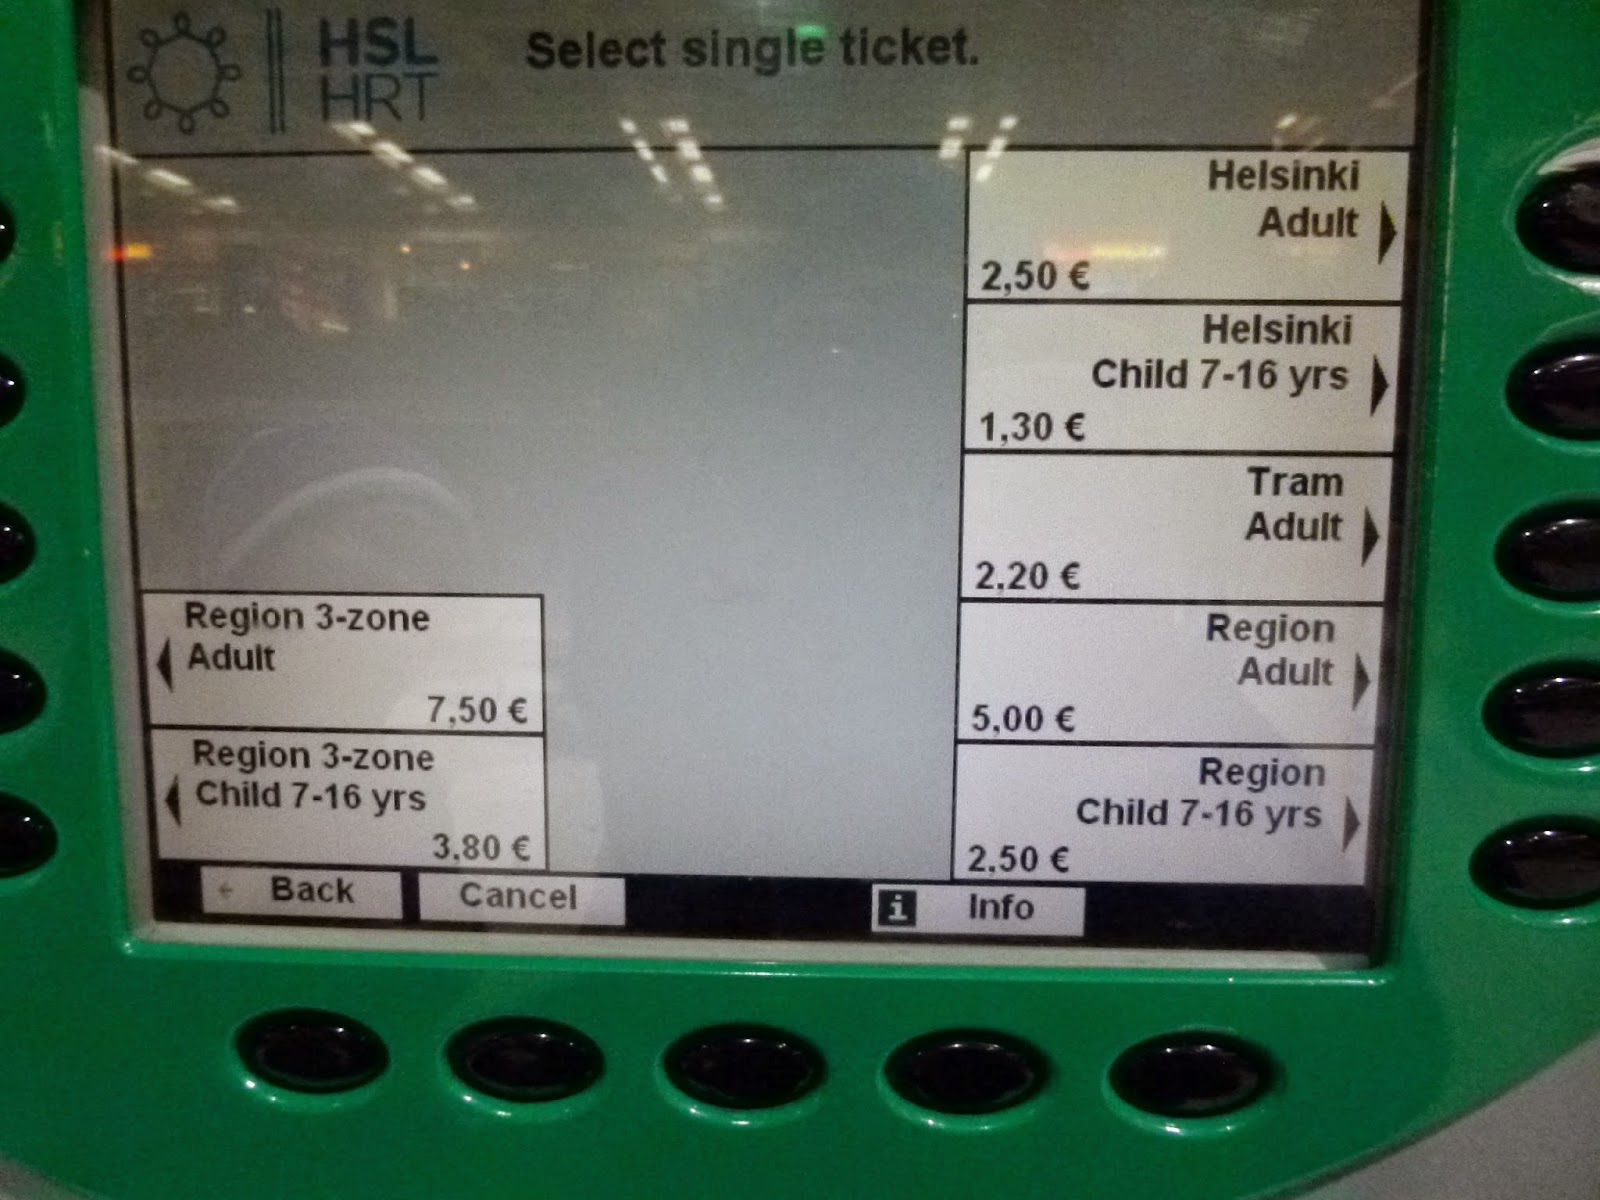 HSL
HRT
Select single ticket.
Helsinki
Adult
2,50 €
Helsinki
Child 7-16 yrs
1,30 €
Tram
Adult
2,20 €
Region
Adult
5,00 €
Region
Child 7-16 yrs
2,50 €
Region 3-zone
Adult
7,50 €
Region 3-zone
Child 7-16 yrs
3,80 €
← Back
Cancel
i Info